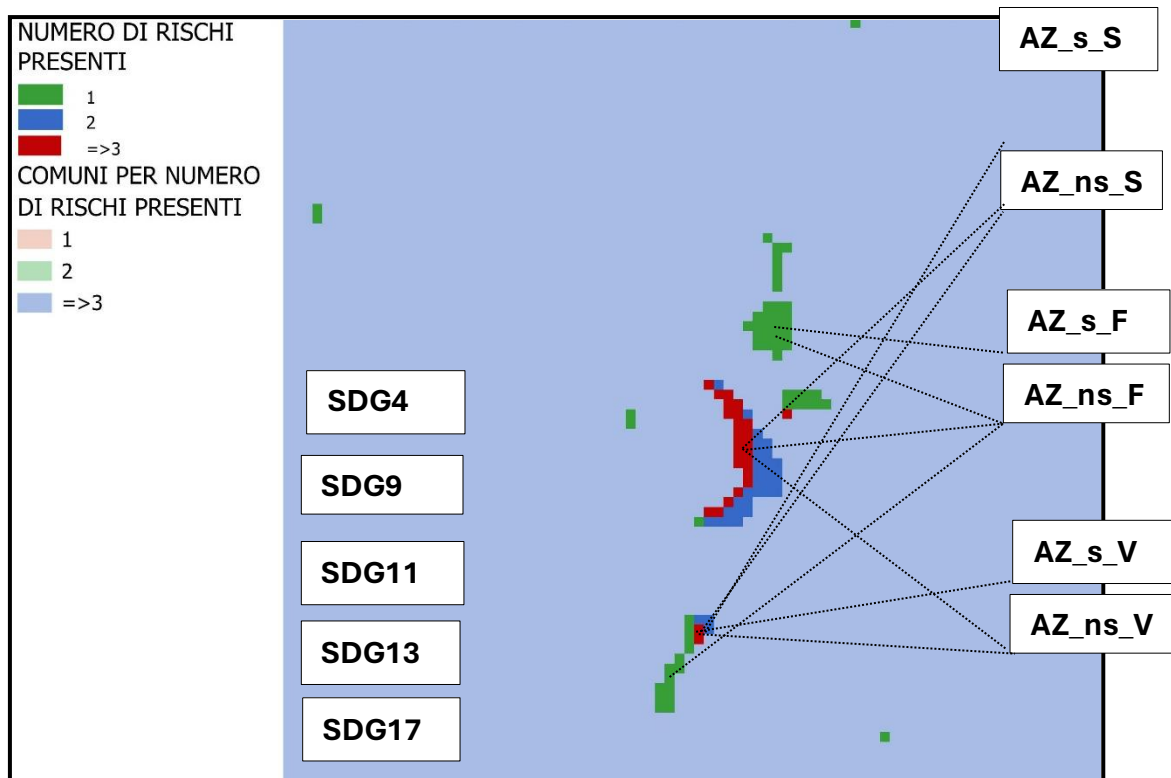 NUMERO DI RISCHI
PRESENTI
1
2
=>3
COMUNI PER NUMERO
DI RISCHI PRESENTI
1
2
=>3
SDG4
SDG9
SDG11
SDG13
SDG17
AZ_s_S
AZ_ns_S
AZ_s_F
AZ_ns_F
AZ_s_V
AZ_ns_V